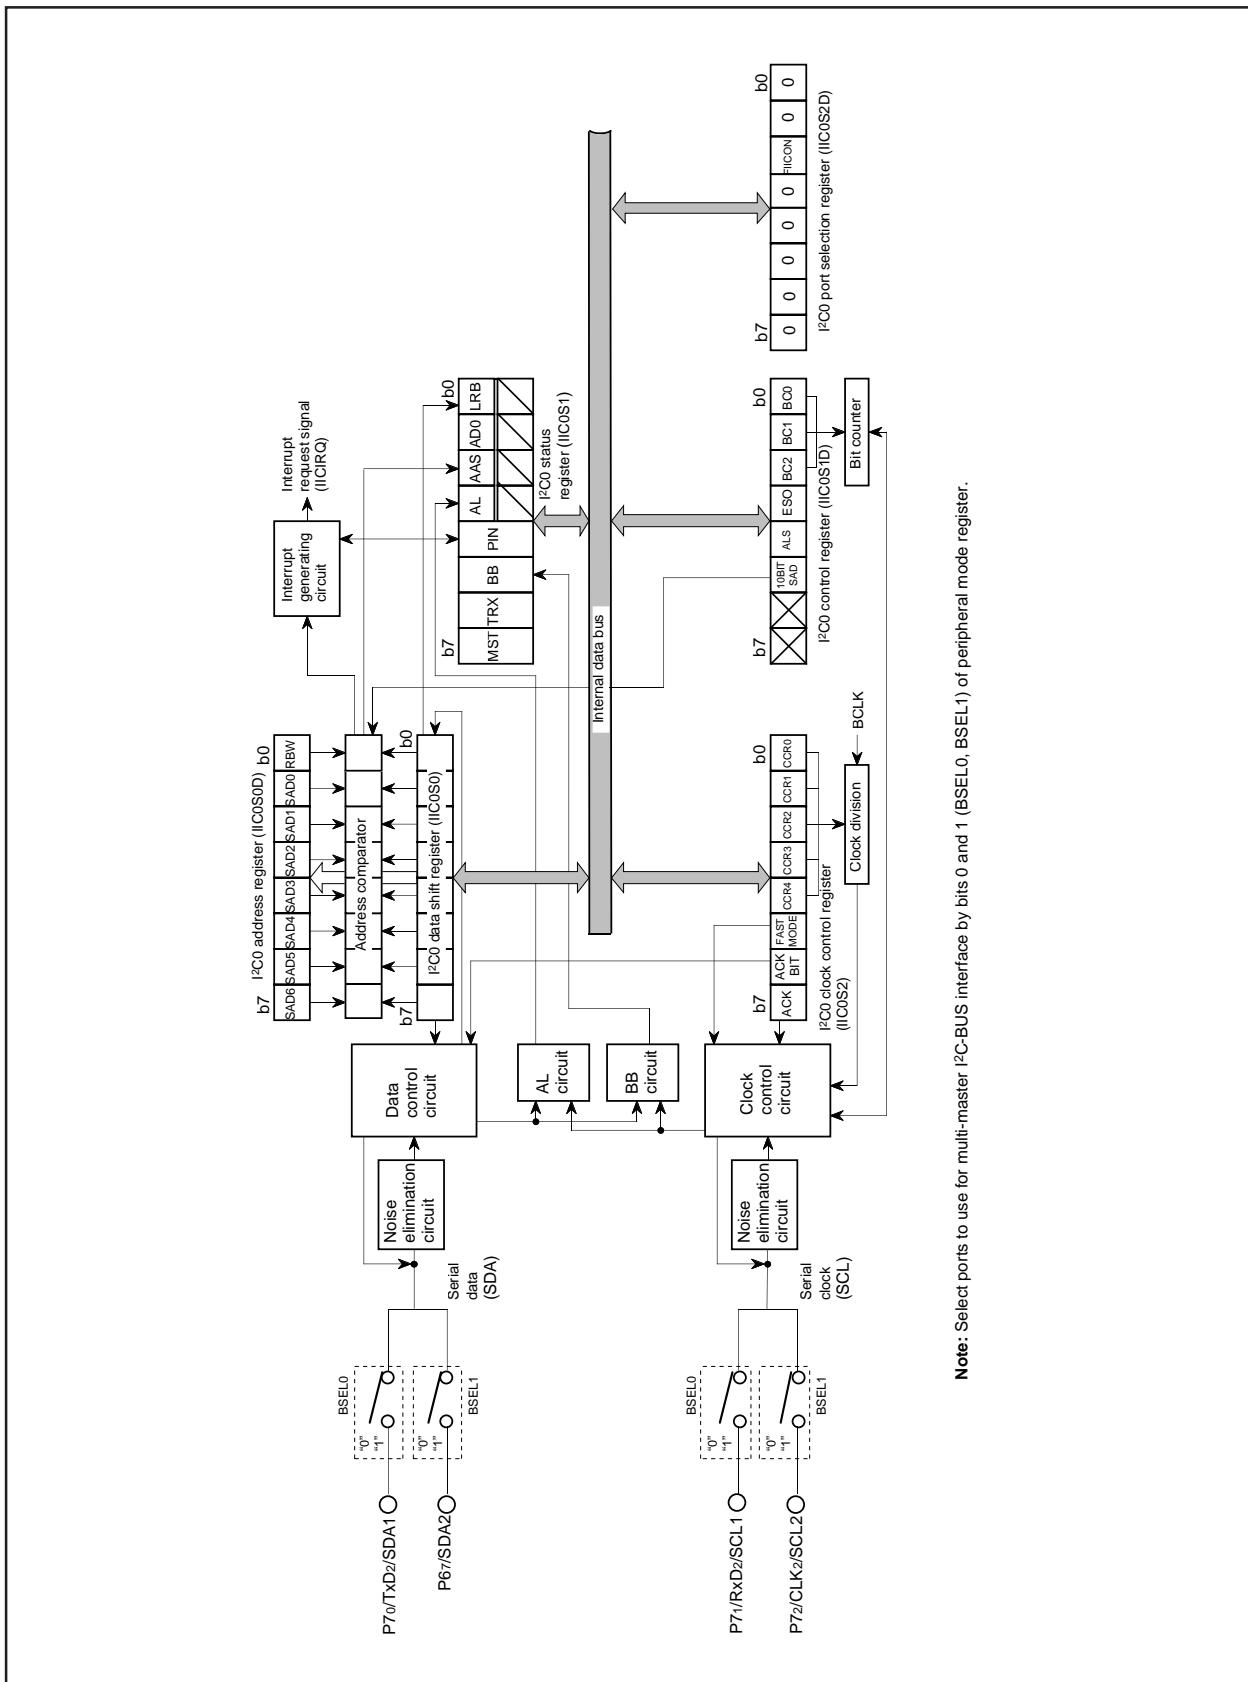 I²C0 address register (IIC0S0D)
b7
b0
SAD6
SAD5
SAD4
SAD3
SAD2
SAD1
SAD0
RBW
Address comparator
b7
b0
I²C0 data shift register (IIC0S0)
Interrupt
generating
circuit
Interrupt
request signal
(IICIRQ)
b7
b0
MST
TRX
BB
PIN
AL
AAS
AD0
LRB
I²C0 status
register (IIC0S1)
Internal data bus
P70/TxD2/SDA1
P67/SDA2
BSEL0
"0"
"1"
BSEL1
"0"
"1"
Serial
data
(SDA)
Noise
elimination
circuit
Data
control
circuit
AL
circuit
BB
circuit
P71/RxD2/SCL1
P72/CLK2/SCL2
BSEL0
"0"
"1"
BSEL1
"0"
"1"
Serial
clock
(SCL)
Noise
elimination
circuit
Clock
control
circuit
b7
b0
ACK
ACK
BIT
FAST
MODE
CCR4
CCR3
CCR2
CCR1
CCR0
I²C0 clock control register
(IIC0S2)
Clock division
BCLK
b7
b0
10BIT
SAD
ALS
ESO
BC2
BC1
BC0
I²C0 control register (IIC0S1D)
Bit counter
b7
b0
0
0
0
0
0
FIICON
0
0
I²C0 port selection register (IIC0S2D)
Note: Select ports to use for multi-master I²C-BUS interface by bits 0 and 1 (BSEL0, BSEL1) of peripheral mode register.